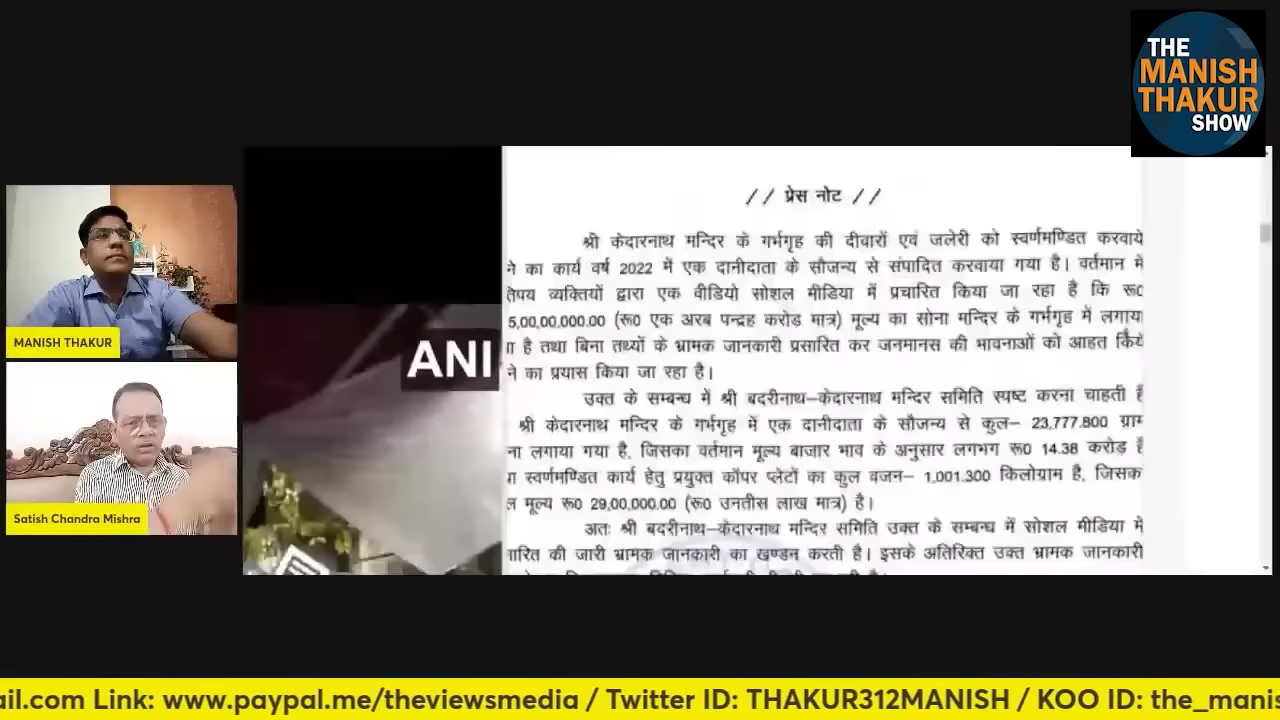 THE
MANISH
THAKUR
SHOW
// प्रेस नोट //
श्री केदारनाथ मन्दिर के गर्भगृह की दीवारों एवं जलेरी को स्वर्णमण्डित करवाये
ने का कार्य वर्ष 2022 में एक दानीदाता के सौजन्य से संपादित करवाया गया है। वर्तमान में
तिपय व्यक्तियों द्वारा एक वीडियो सोशल मीडिया में प्रचारित किया जा रहा है कि रू0
5,00,00,000.00 (रू0 एक अरब पन्द्रह करोड़ मात्र) मूल्य का सोना मन्दिर के गर्भगृह में लगाया
है तथा बिना तथ्यों के भ्रामक जानकारी प्रसारित कर जनमानस की भावनाओं को आहत किये
ने का प्रयास किया जा रहा है।
उक्त के सम्बन्ध में श्री बदरीनाथ–केदारनाथ मन्दिर समिति स्पष्ट करना चाहती है
श्री केदारनाथ मन्दिर के गर्भगृह में एक दानीदाता के सौजन्य से कुल– 23,777.800 ग्राम
ना लगाया गया है, जिसका वर्तमान मूल्य बाजार भाव के अनुसार लगभग रू0 14.38 करोड़ है
स्वर्णमण्डित कार्य हेतु प्रयुक्त कॉपर प्लेटों का कुल वजन– 1,001.300 किलोग्राम है, जिसक
ल मूल्य रू0 29,00,000.00 (रू0 उनतीस लाख मात्र) है।
अतः श्री बदरीनाथ–केदारनाथ मन्दिर समिति उक्त के सम्बन्ध में सोशल मीडिया में
ारित की जारी भ्रामक जानकारी का खण्डन करती है। इसके अतिरिक्त उक्त भ्रामक जानकारी
ANI
MANISH THAKUR
Satish Chandra Mishra
ail.com Link: www.paypal.me/theviewsmedia / Twitter ID: THAKUR312MANISH / KOO ID: the_manis